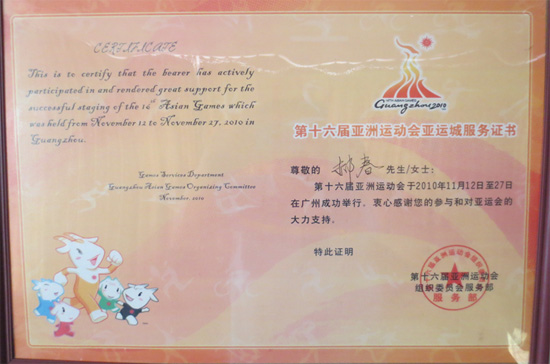 CERTIFICATE
This is to certify that the bearer has actively
participated in and rendered great support for the
successful staging of the 16th Asian Games which
was held from November 12 to November 27, 2010 in
Guangzhou.
Games Services Department
Guangzhou Asian Games Organizing Committee
November, 2010
Guangzhou 2010
第十六届亚洲运动会亚运城服务证书
尊敬的 春 先生/女士:
第十六届亚洲运动会于2010年11月12日至27日
在广州成功举行。衷心感谢您的参与和对亚运会的
大力支持。
特此证明
第十六届亚洲运动会
组织委员会服务部
服务部